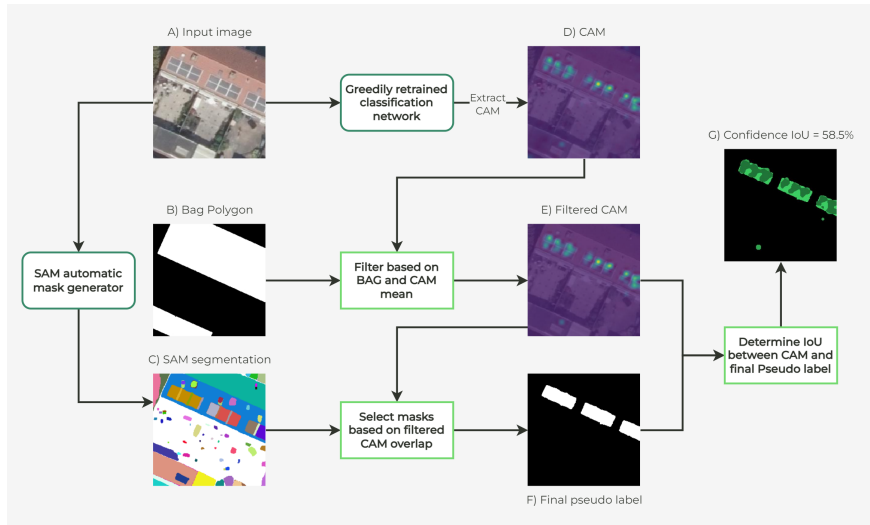 A) Input image
D) CAM
Greedily retrained
classification
network
Extract
CAM
G) Confidence IoU = 58.5%
B) Bag Polygon
E) Filtered CAM
SAM automatic
mask generator
Filter based on
BAG and CAM
mean
Determine IoU
between CAM and
final Pseudo label
C) SAM segmentation
Select masks
based on filtered
CAM overlap
F) Final pseudo label